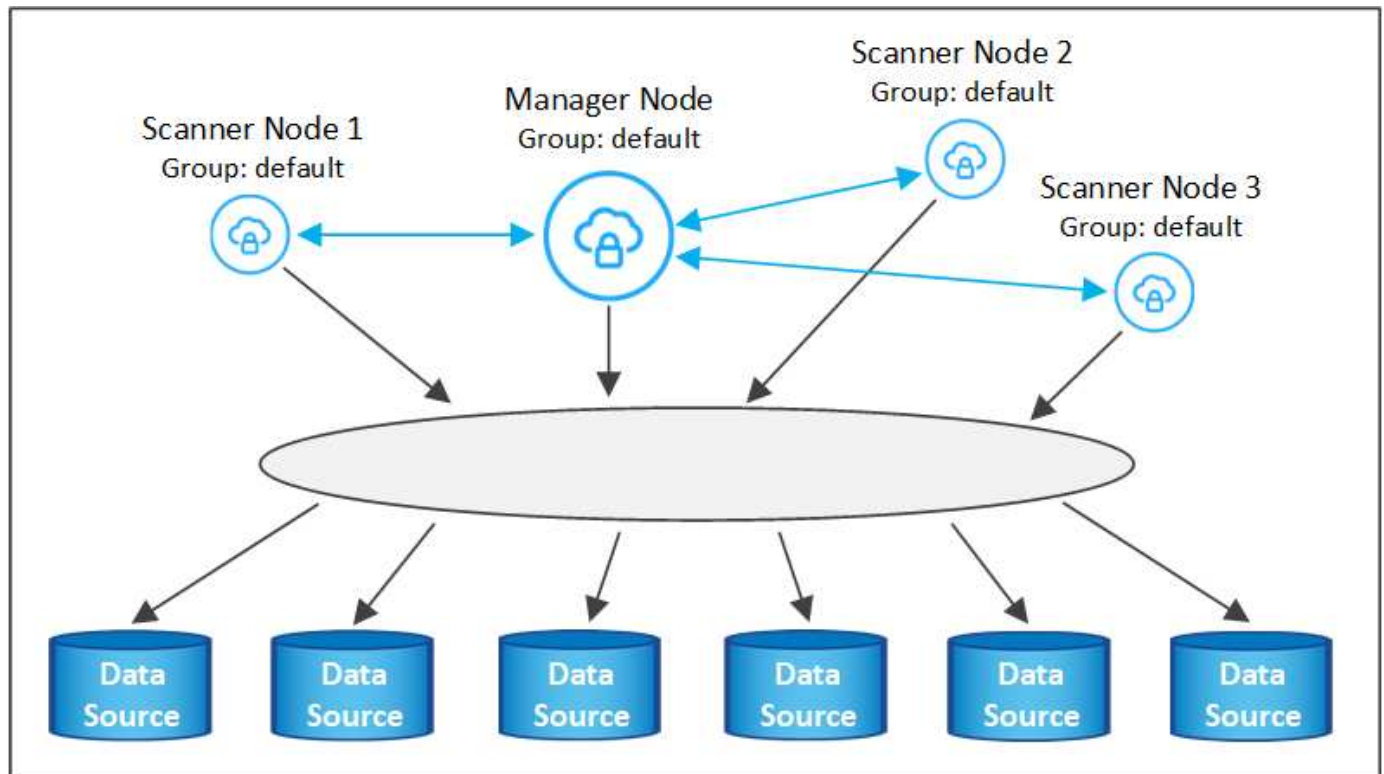 Scanner Node 1
Group: default
Manager Node
Group: default
Scanner Node 2
Group: default
Scanner Node 3
Group: default
Data
Source
Data
Source
Data
Source
Data
Source
Data
Source
Data
Source